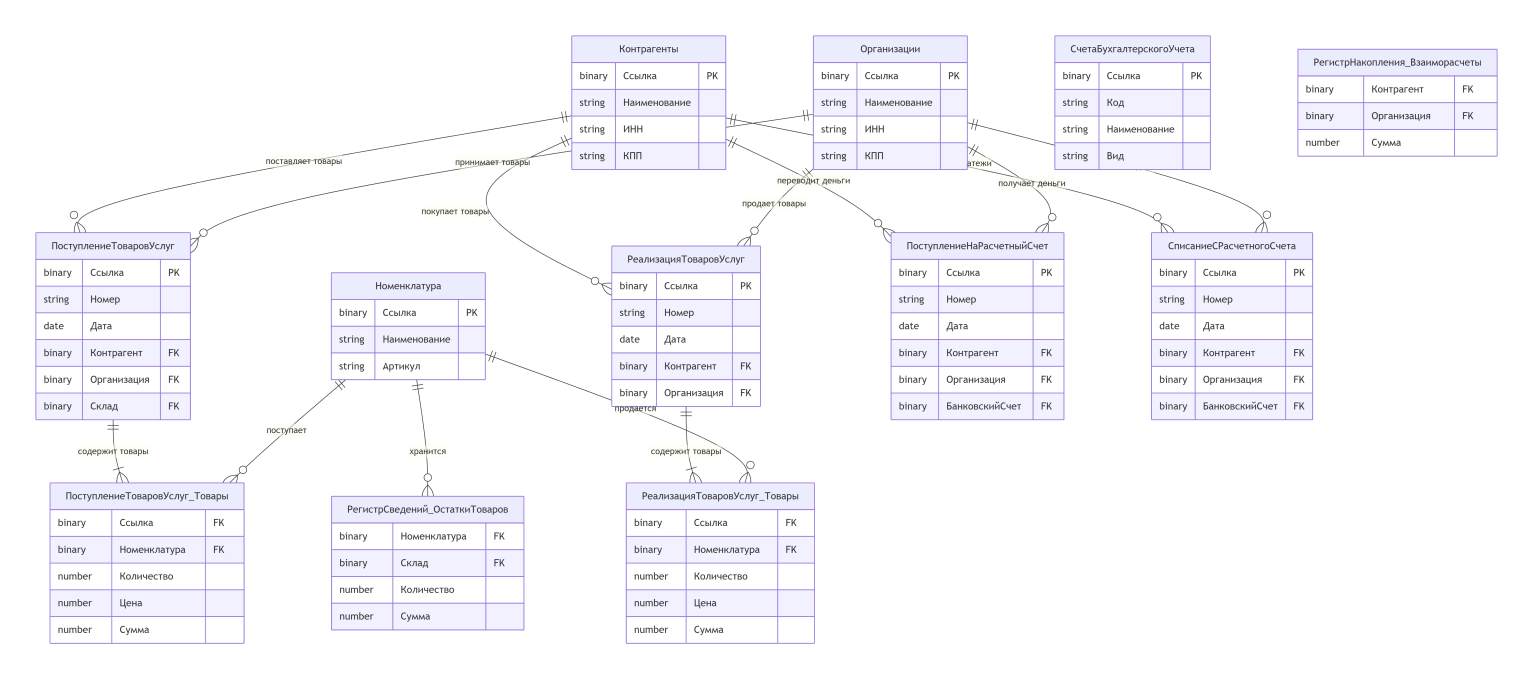 Контрагенты
binary Ссылка PK
string Наименование
string ИНН
string КПП
Организации
binary Ссылка PK
string Наименование
string ИНН
string КПП
СчетаБухгалтерскогоУчета
binary Ссылка PK
string Код
string Наименование
string Вид
РегистрНакопления_Взаиморасчеты
binary Контрагент FK
binary Организация FK
number Сумма
поставляет товары
принимает товары
покупает товары
переводит деньги
продает товары
атежи
получает деньги
ПоступлениеТоваровУслуг
binary Ссылка PK
string Номер
date Дата
binary Контрагент FK
binary Организация FK
binary Склад FK
Номенклатура
binary Ссылка PK
string Наименование
string Артикул
РеализацияТоваровУслуг
binary Ссылка PK
string Номер
date Дата
binary Контрагент FK
binary Организация FK
ПоступлениеНаРасчетныйСчет
binary Ссылка PK
string Номер
date Дата
binary Контрагент FK
binary Организация FK
binary БанковскийСчет FK
СписаниеСРасчетногоСчета
binary Ссылка PK
string Номер
date Дата
binary Контрагент FK
binary Организация FK
binary БанковскийСчет FK
продается
поступает
содержит товары
хранится
содержит товары
ПоступлениеТоваровУслуг_Товары
binary Ссылка FK
binary Номенклатура FK
number Количество
number Цена
number Сумма
РегистрСведений_ОстаткиТоваров
binary Номенклатура FK
binary Склад FK
number Количество
number Сумма
РеализацияТоваровУслуг_Товары
binary Ссылка FK
binary Номенклатура FK
number Количество
number Цена
number Сумма